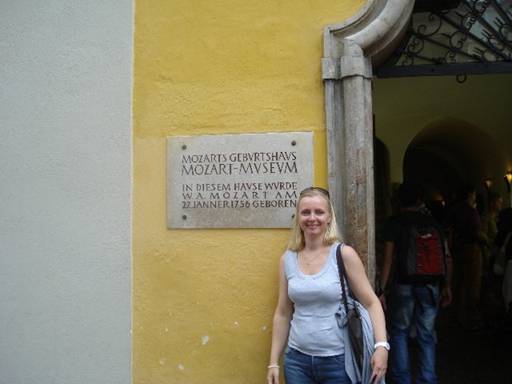 MOZARTS GEBVRTSHAVS
MOZART-MVSEVM
IN DIESEM HAVSE WVRDE
W.A. MOZART AM
27. JÄNNER 1756 GEBOREN